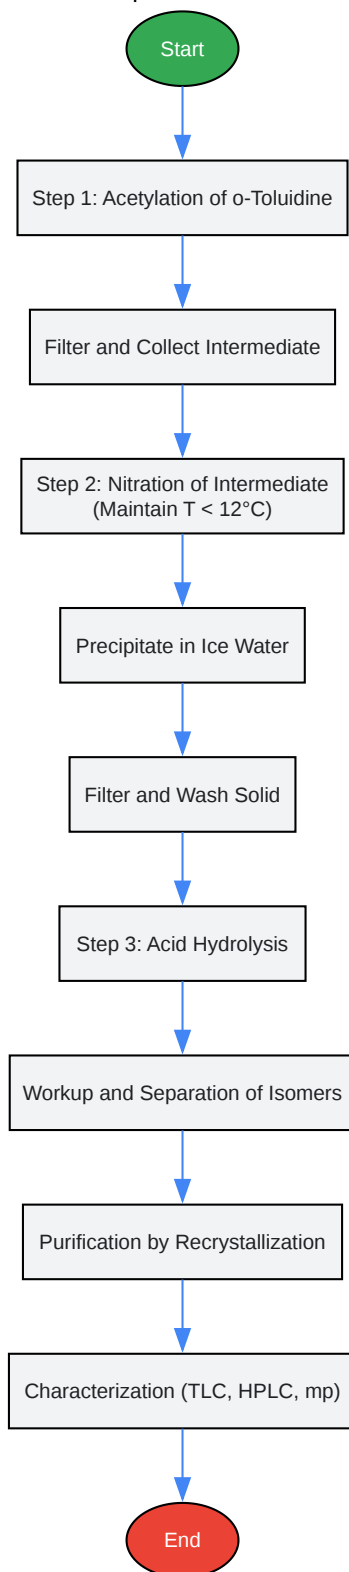 Start
Step 1: Acetylation of o-Toluidine
Filter and Collect Intermediate
Step 2: Nitration of Intermediate
(Maintain T < 12°C)
Precipitate in Ice Water
Filter and Wash Solid
Step 3: Acid Hydrolysis
Workup and Separation of Isomers
Purification by Recrystallization
Characterization (TLC, HPLC, mp)
End